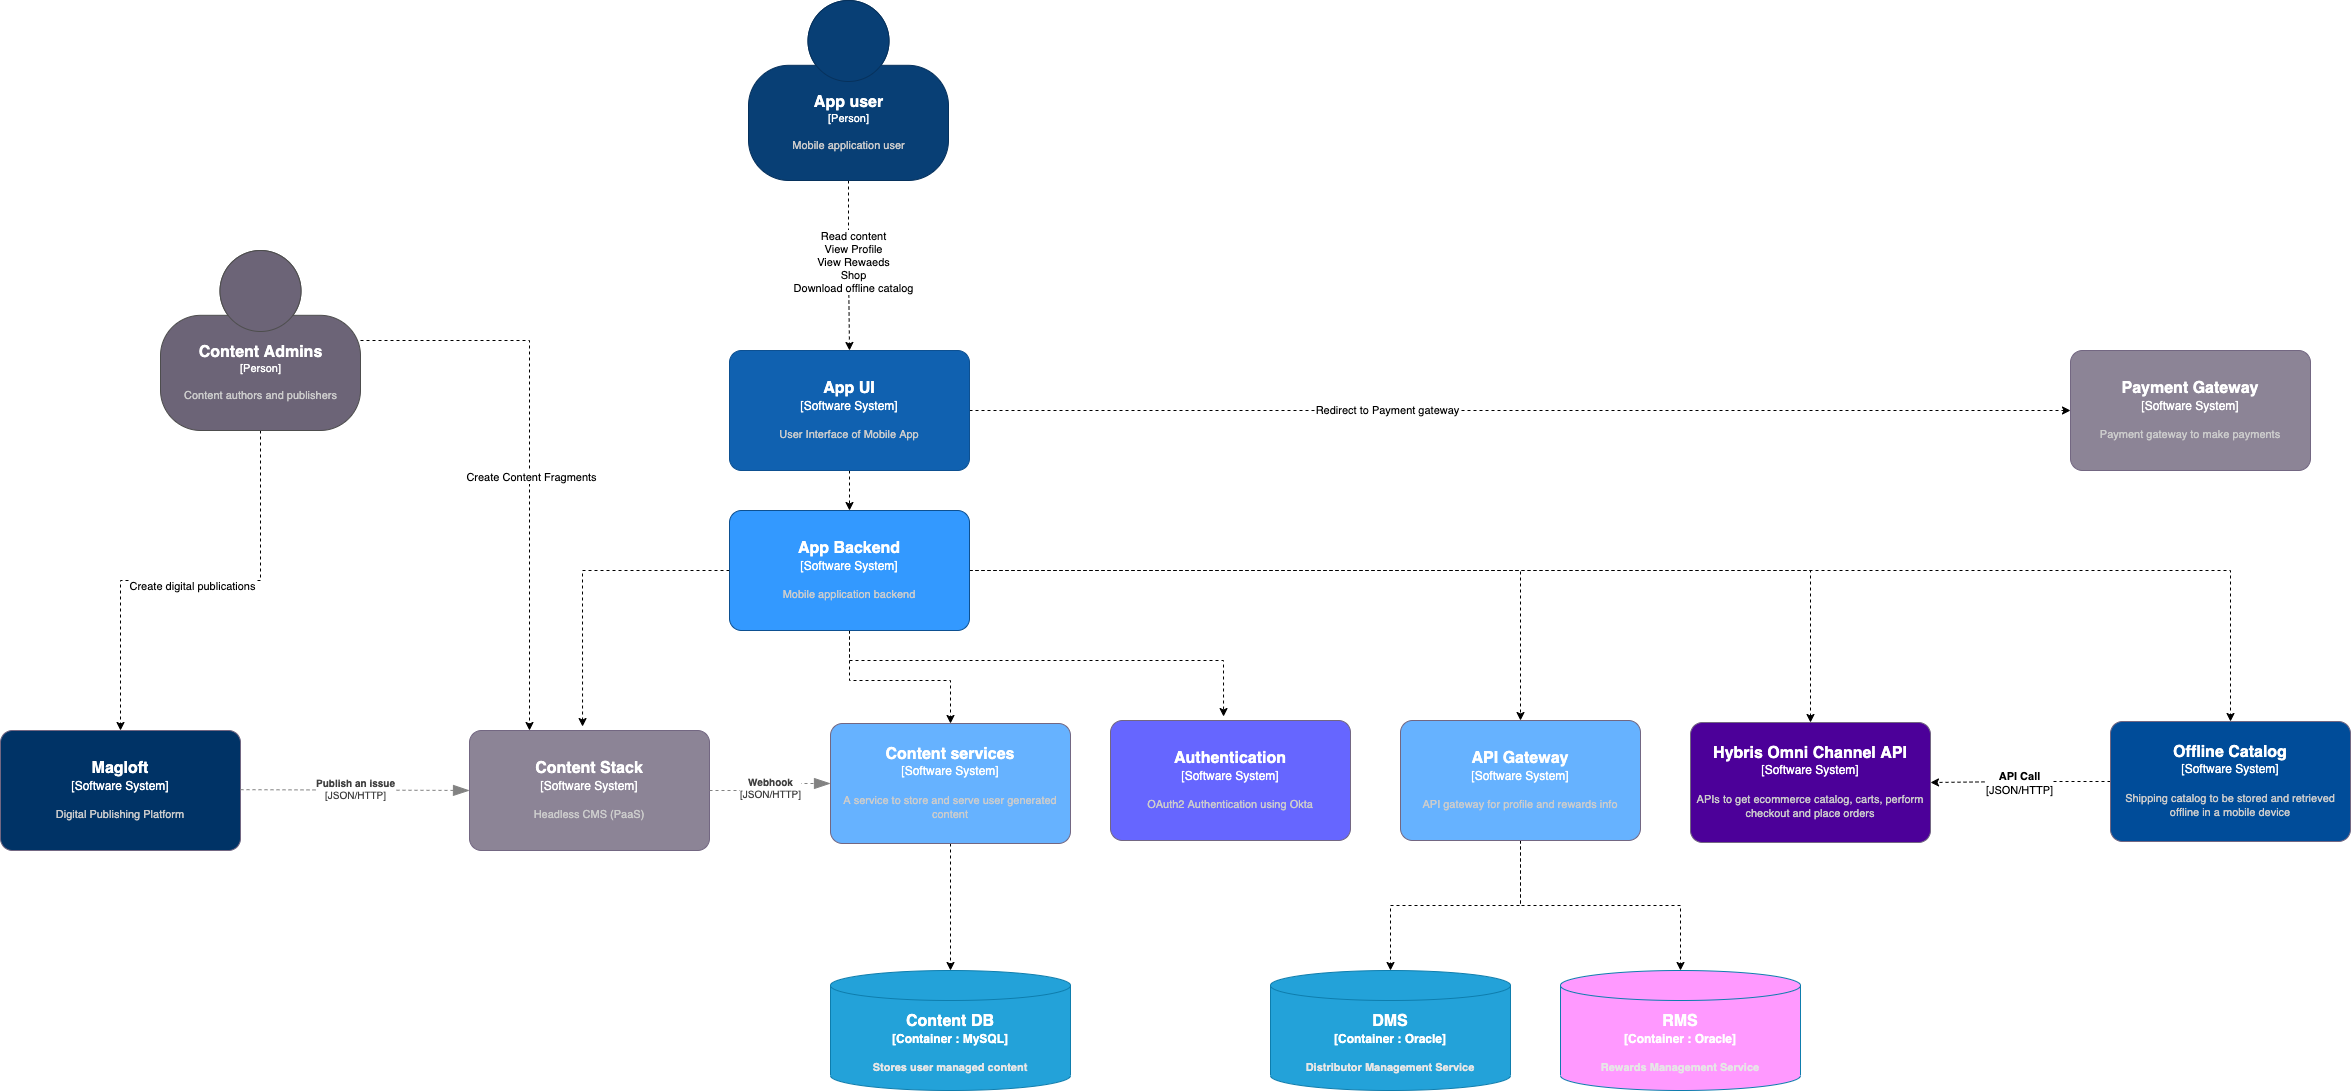 App user
[Person]
Mobile application user
Read content
View Profile
View Rewaeds
Shop
Download offline catalog
Content Admins
[Person]
Content authors and publishers
App UI
[Software System]
User Interface of Mobile App
Redirect to Payment gateway
Payment Gateway
[Software System]
Payment gateway to make payments
Create Content Fragments
App Backend
[Software System]
Mobile application backend
Create digital publications
Magloft
[Software System]
Digital Publishing Platform
Publish an issue
[JSON/HTTP]
Content Stack
[Software System]
Headless CMS (PaaS)
Webhook
[JSON/HTTP]
Content services
[Software System]
A service to store and serve user generated
content
Authentication
[Software System]
OAuth2 Authentication using Okta
API Gateway
[Software System]
API gateway for profile and rewards info
Hybris Omni Channel API
[Software System]
APIs to get ecommerce catalog, carts, perform
checkout and place orders
API Call
[JSON/HTTP]
Offline Catalog
[Software System]
Shipping catalog to be stored and retrieved
offline in a mobile device
Content DB
[Container : MySQL]
Stores user managed content
DMS
[Container : Oracle]
Distributor Management Service
RMS
[Container : Oracle]
Rewards Management Service